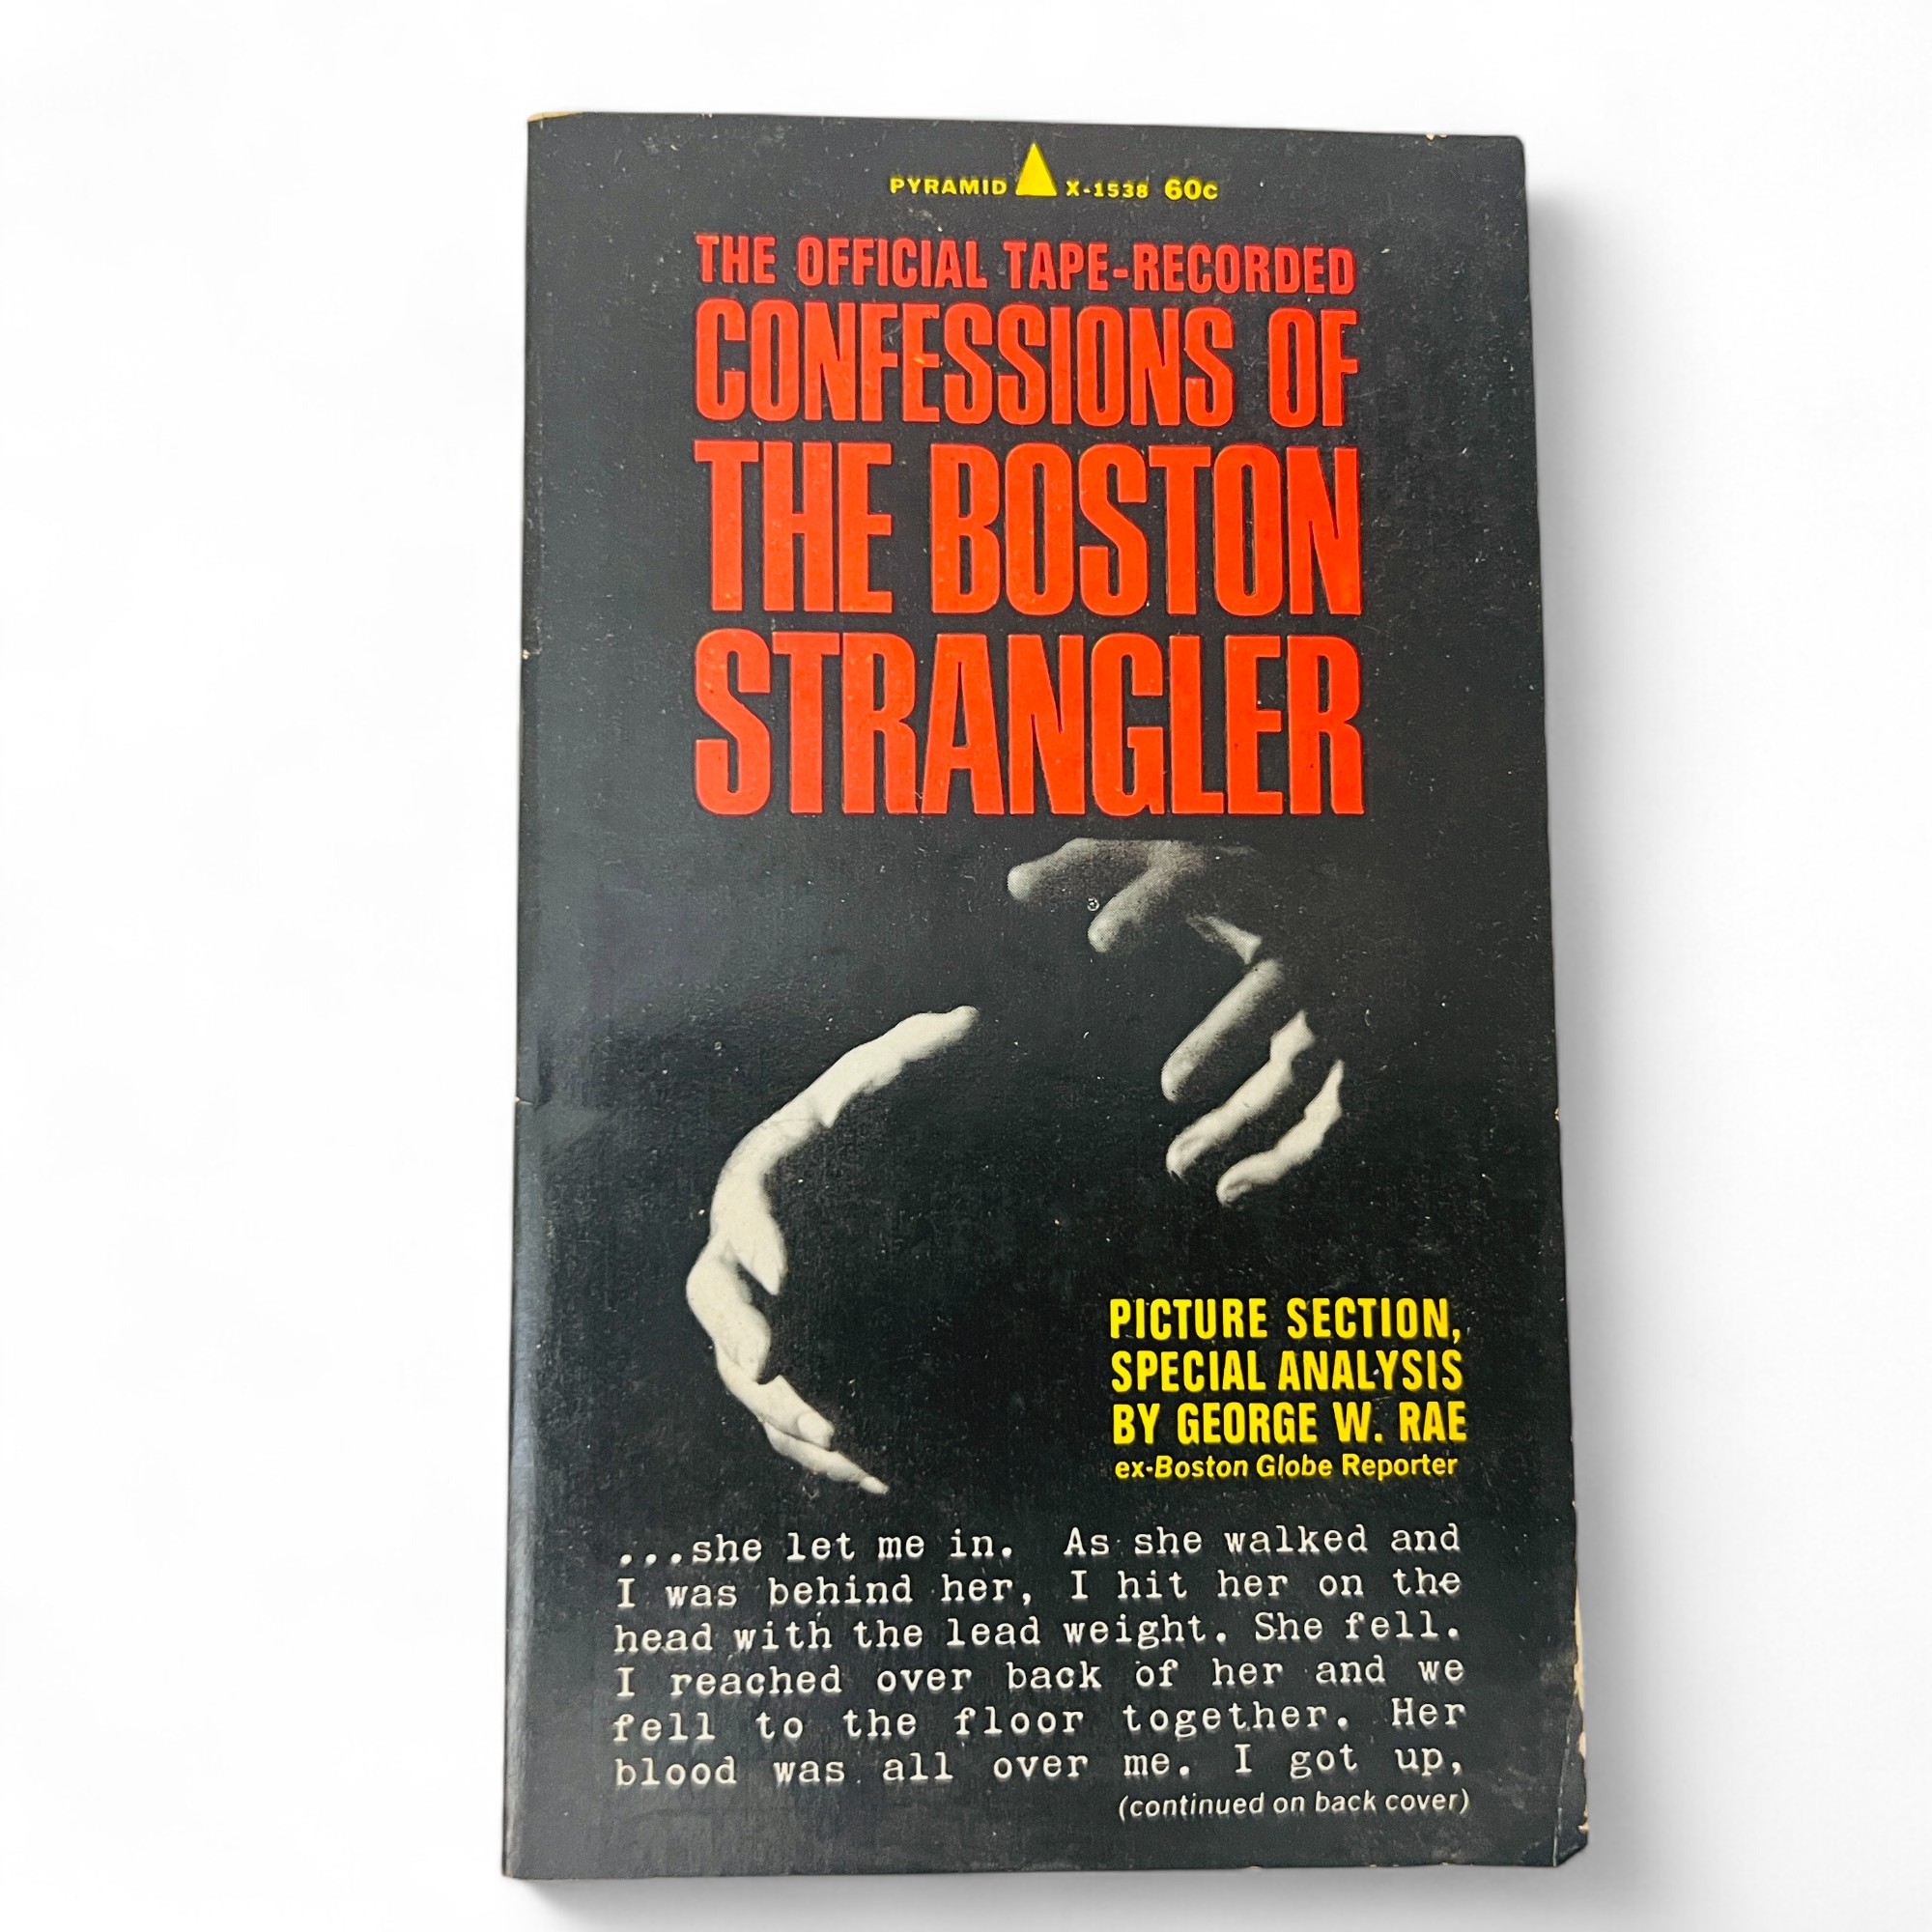 PYRAMID X-1538 60c
THE OFFICIAL TAPE-RECORDED
CONFESSIONS OF
THE BOSTON
STRANGLER
PICTURE SECTION,
SPECIAL ANALYSIS
BY GEORGE W. RAE
ex-Boston Globe Reporter
...she let me in. As she walked and
I was behind her, I hit her on the
head with the lead weight. She fell.
I reached over back of her and we
fell to the floor together. Her
blood was all over me. I got up,
(continued on back cover)